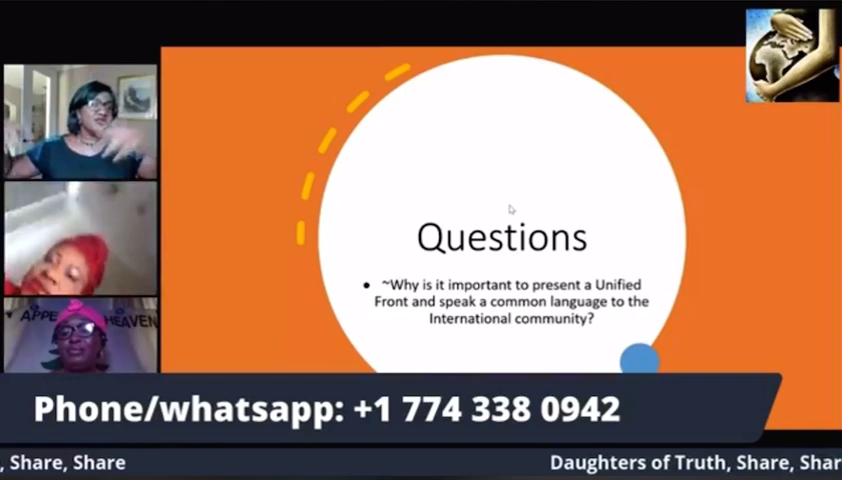 Questions
• ~Why is it important to present a Unified
Front and speak a common language to the
International community?
APPE HEAVEN
Phone/whatsapp: +1 774 338 0942
, Share, Share
Daughters of Truth, Share, Shar